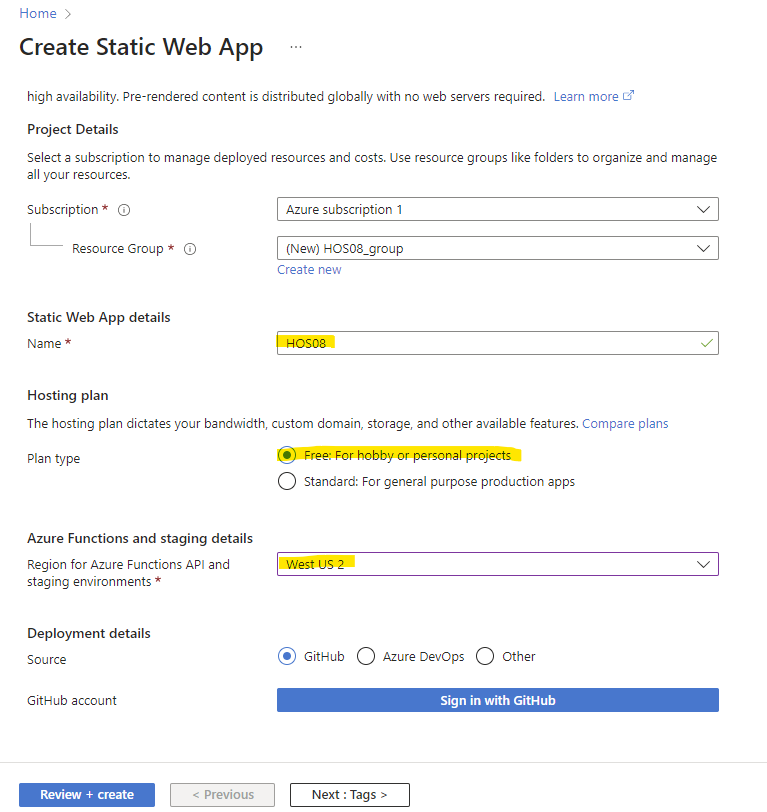 Home >
Create Static Web App ...
high availability. Pre-rendered content is distributed globally with no web servers required. Learn more
Project Details
Select a subscription to manage deployed resources and costs. Use resource groups like folders to organize and manage
all your resources.
Subscription * Azure subscription 1
Resource Group * (New) HOS08_group
Create new
Static Web App details
Name * HOS08
Hosting plan
The hosting plan dictates your bandwidth, custom domain, storage, and other available features. Compare plans
Plan type Free: For hobby or personal projects
Standard: For general purpose production apps
Azure Functions and staging details
Region for Azure Functions API and West US 2
staging environments *
Deployment details
Source GitHub Azure DevOps Other
GitHub account Sign in with GitHub
Review + create < Previous Next : Tags >